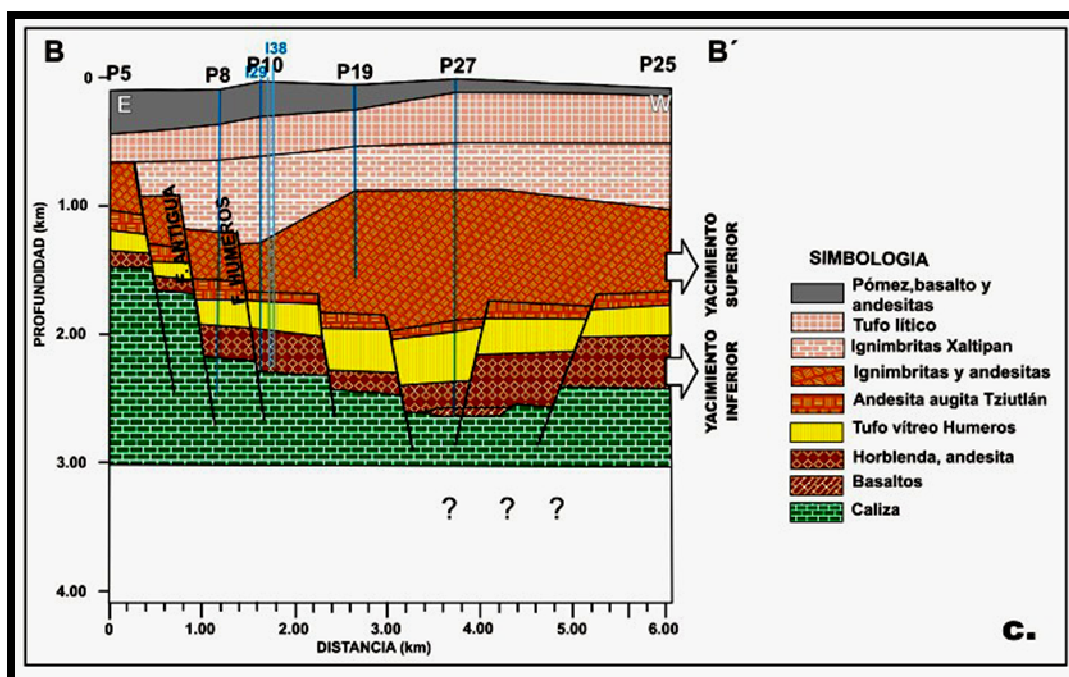 B
B´
I38
I29
P5
P8
P10
P19
P27
P25
E
W
0
1.00
2.00
3.00
4.00
PROFUNDIDAD (km)
F. ANTIGUA
F. HUMEROS
YACIMIENTO
SUPERIOR
YACIMIENTO
INFERIOR
? ? ?
0 1.00 2.00 3.00 4.00 5.00 6.00
DISTANCIA (km)
SIMBOLOGIA
Pómez,basalto y
andesitas
Tufo lítico
Ignimbritas Xaltipan
Ignimbritas y andesitas
Andesita augita Tziutlán
Tufo vítreo Humeros
Horblenda, andesita
Basaltos
Caliza
c.